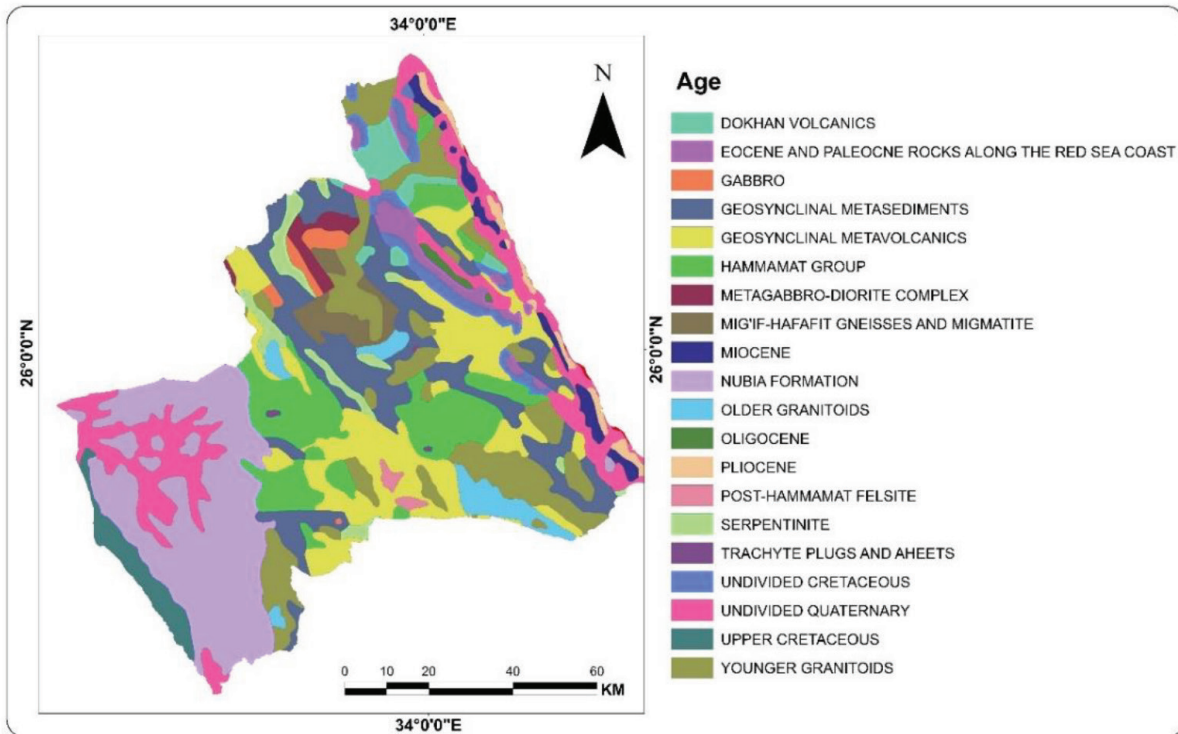 34°0'0"E
N
26°0'0"N
26°0'0"N
Age
DOKHAN VOLCANICS
EOCENE AND PALEOCNE ROCKS ALONG THE RED SEA COAST
GABBRO
GEOSYNCLINAL METASEDIMENTS
GEOSYNCLINAL METAVOLCANICS
HAMMAMAT GROUP
METAGABBRO-DIORITE COMPLEX
MIG'IF-HAFAFIT GNEISSES AND MIGMATITE
MIOCENE
NUBIA FORMATION
OLDER GRANITOIDS
OLIGOCENE
PLIOCENE
POST-HAMMAMAT FELSITE
SERPENTINITE
TRACHYTE PLUGS AND AHEETS
UNDIVIDED CRETACEOUS
UNDIVIDED QUATERNARY
UPPER CRETACEOUS
YOUNGER GRANITOIDS
0 10 20 40 60
KM
34°0'0"E